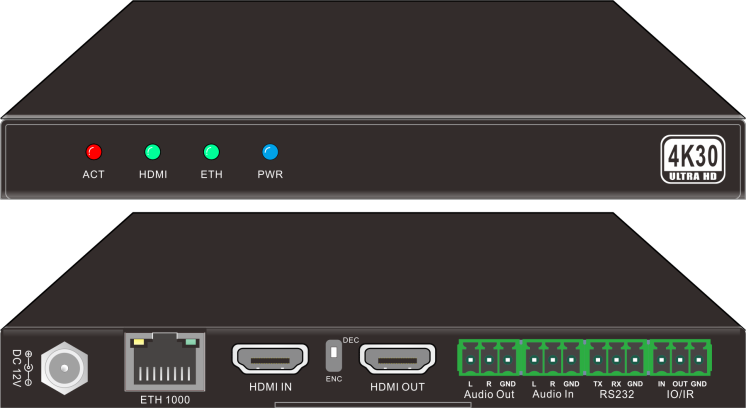 ACT HDMI ETH PWR
4K30
ULTRA HD
DC 12V
ETH 1000
HDMI IN
DEC
ENC
HDMI OUT
L R GND L R GND TX RX GND IN OUT GND
Audio Out Audio In RS232 IO/IR